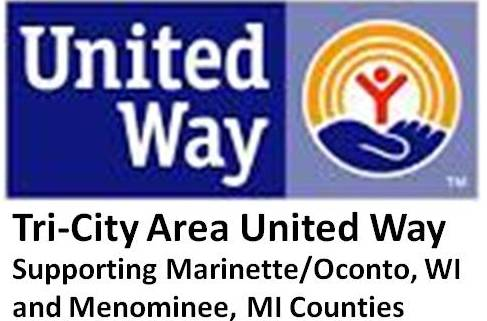 United
Way
TM
Tri-City Area United Way
Supporting Marinette/Oconto, WI
and Menominee, MI Counties